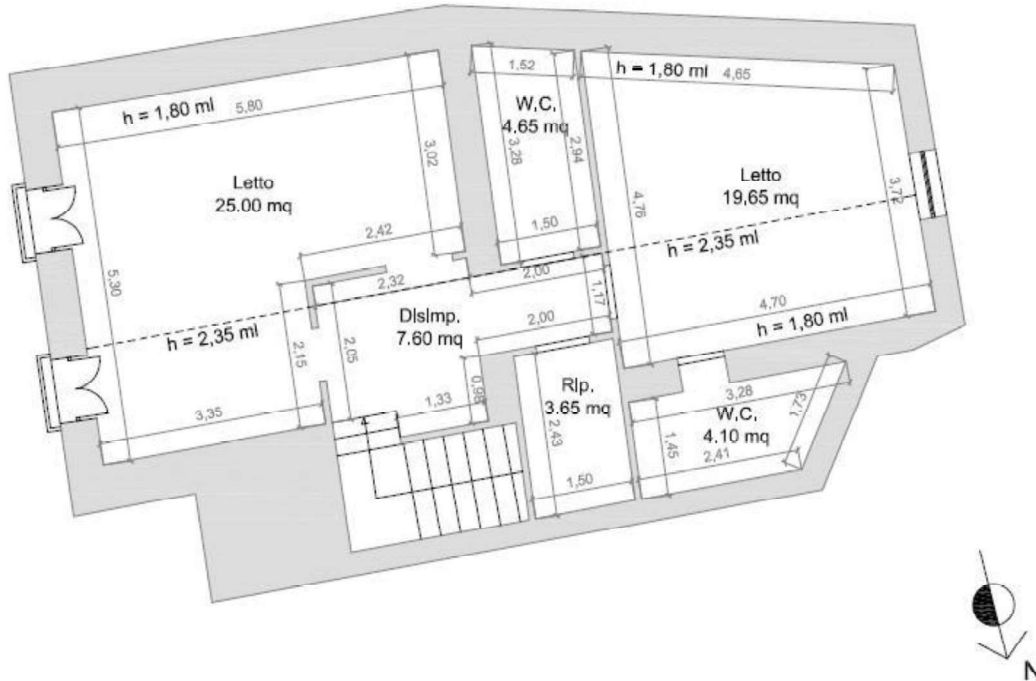 h = 1,80 ml
5,80
Letto
25.00 mq
3,02
5,30
2,42
2,32
h = 2,35 ml
2,15
3,35
1,52
W.C.
4.65 mq
3,28
2,94
1,50
h = 1,80 ml
4,65
Letto
19,65 mq
4,76
3,72
h = 2,35 ml
4,70
h = 1,80 ml
2,00
1,17
DIsImp.
7.60 mq
2,00
2,05
0,98
1,33
RIp.
3.65 mq
2,43
1,50
3,28
W.C.
4.10 mq
1,73
1,45
2,41
N